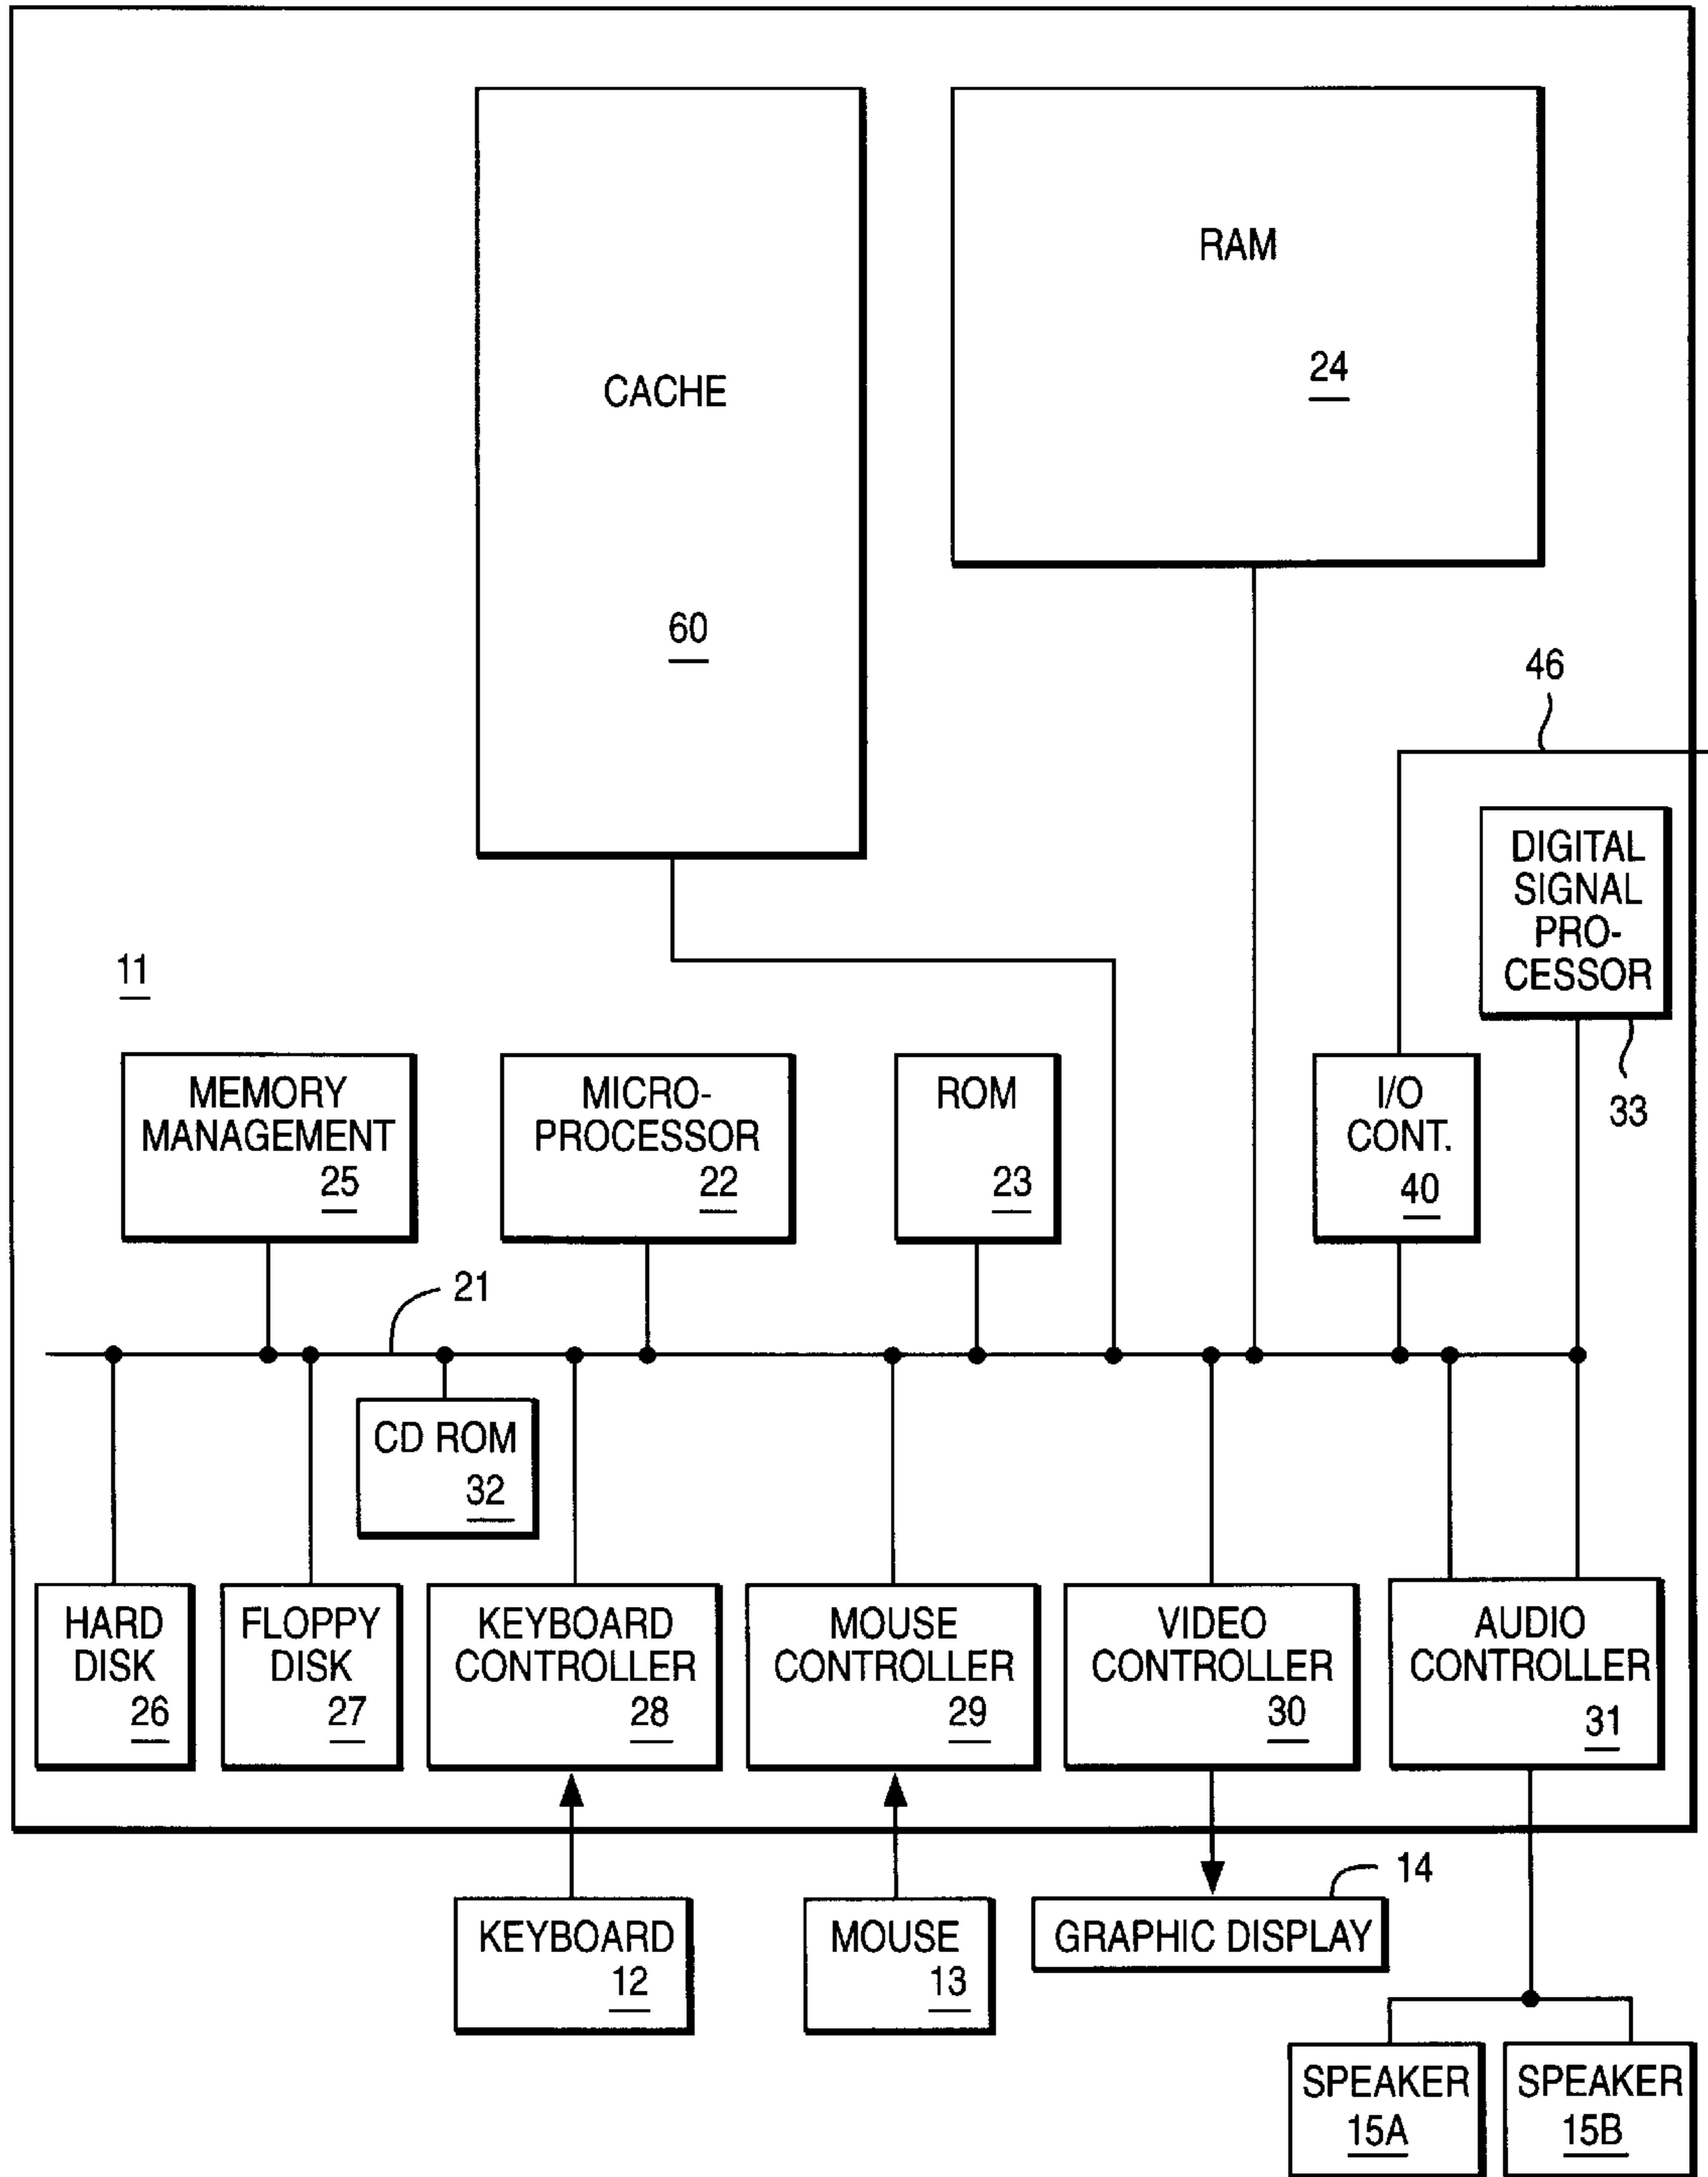 RAM
24
CACHE
60
46
DIGITAL
SIGNAL
PRO-
CESSOR
33
11
MEMORY
MANAGEMENT
25
MICRO-
PROCESSOR
22
ROM
23
I/O
CONT.
40
21
CD ROM
32
HARD
DISK
26
FLOPPY
DISK
27
KEYBOARD
CONTROLLER
28
MOUSE
CONTROLLER
29
VIDEO
CONTROLLER
30
AUDIO
CONTROLLER
31
KEYBOARD
12
MOUSE
13
14
GRAPHIC DISPLAY
SPEAKER
15A
SPEAKER
15B